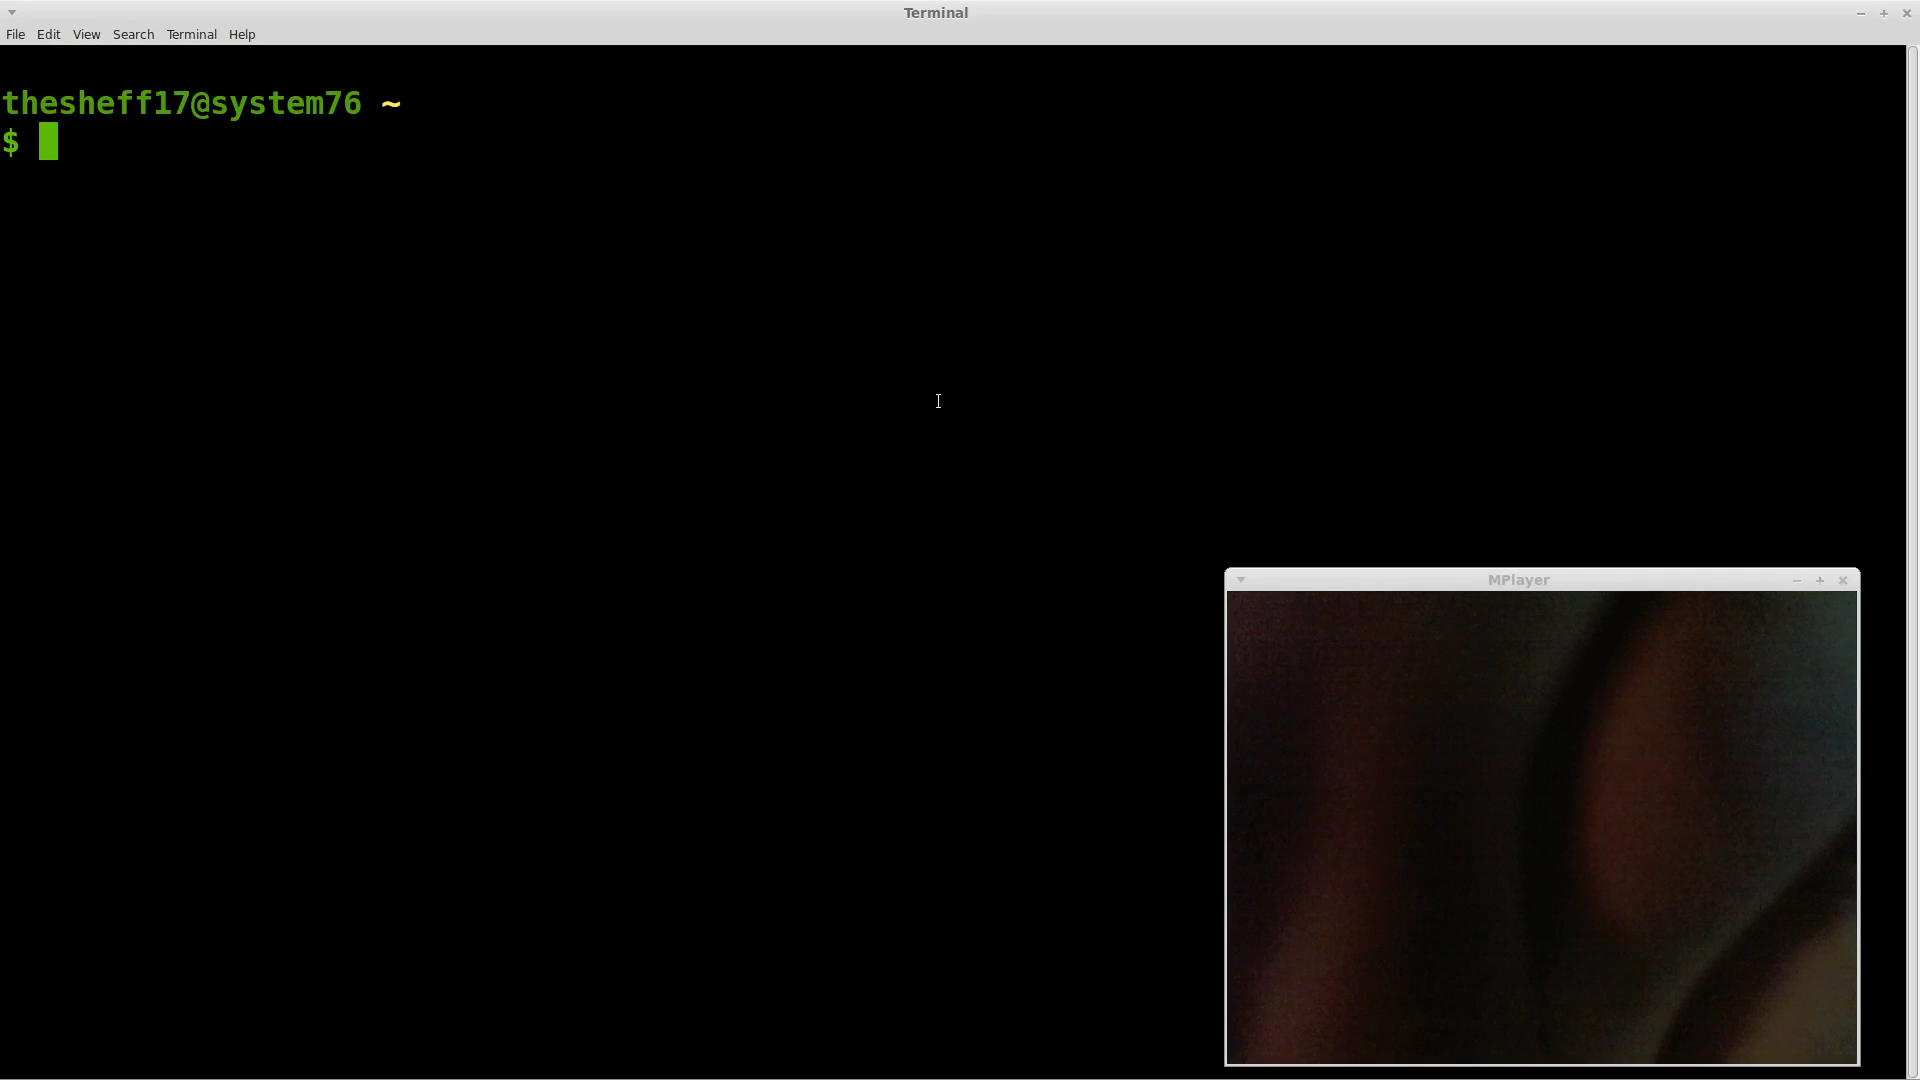 Terminal
File Edit View Search Terminal Help
thesheff17@system76 ~
$
MPlayer